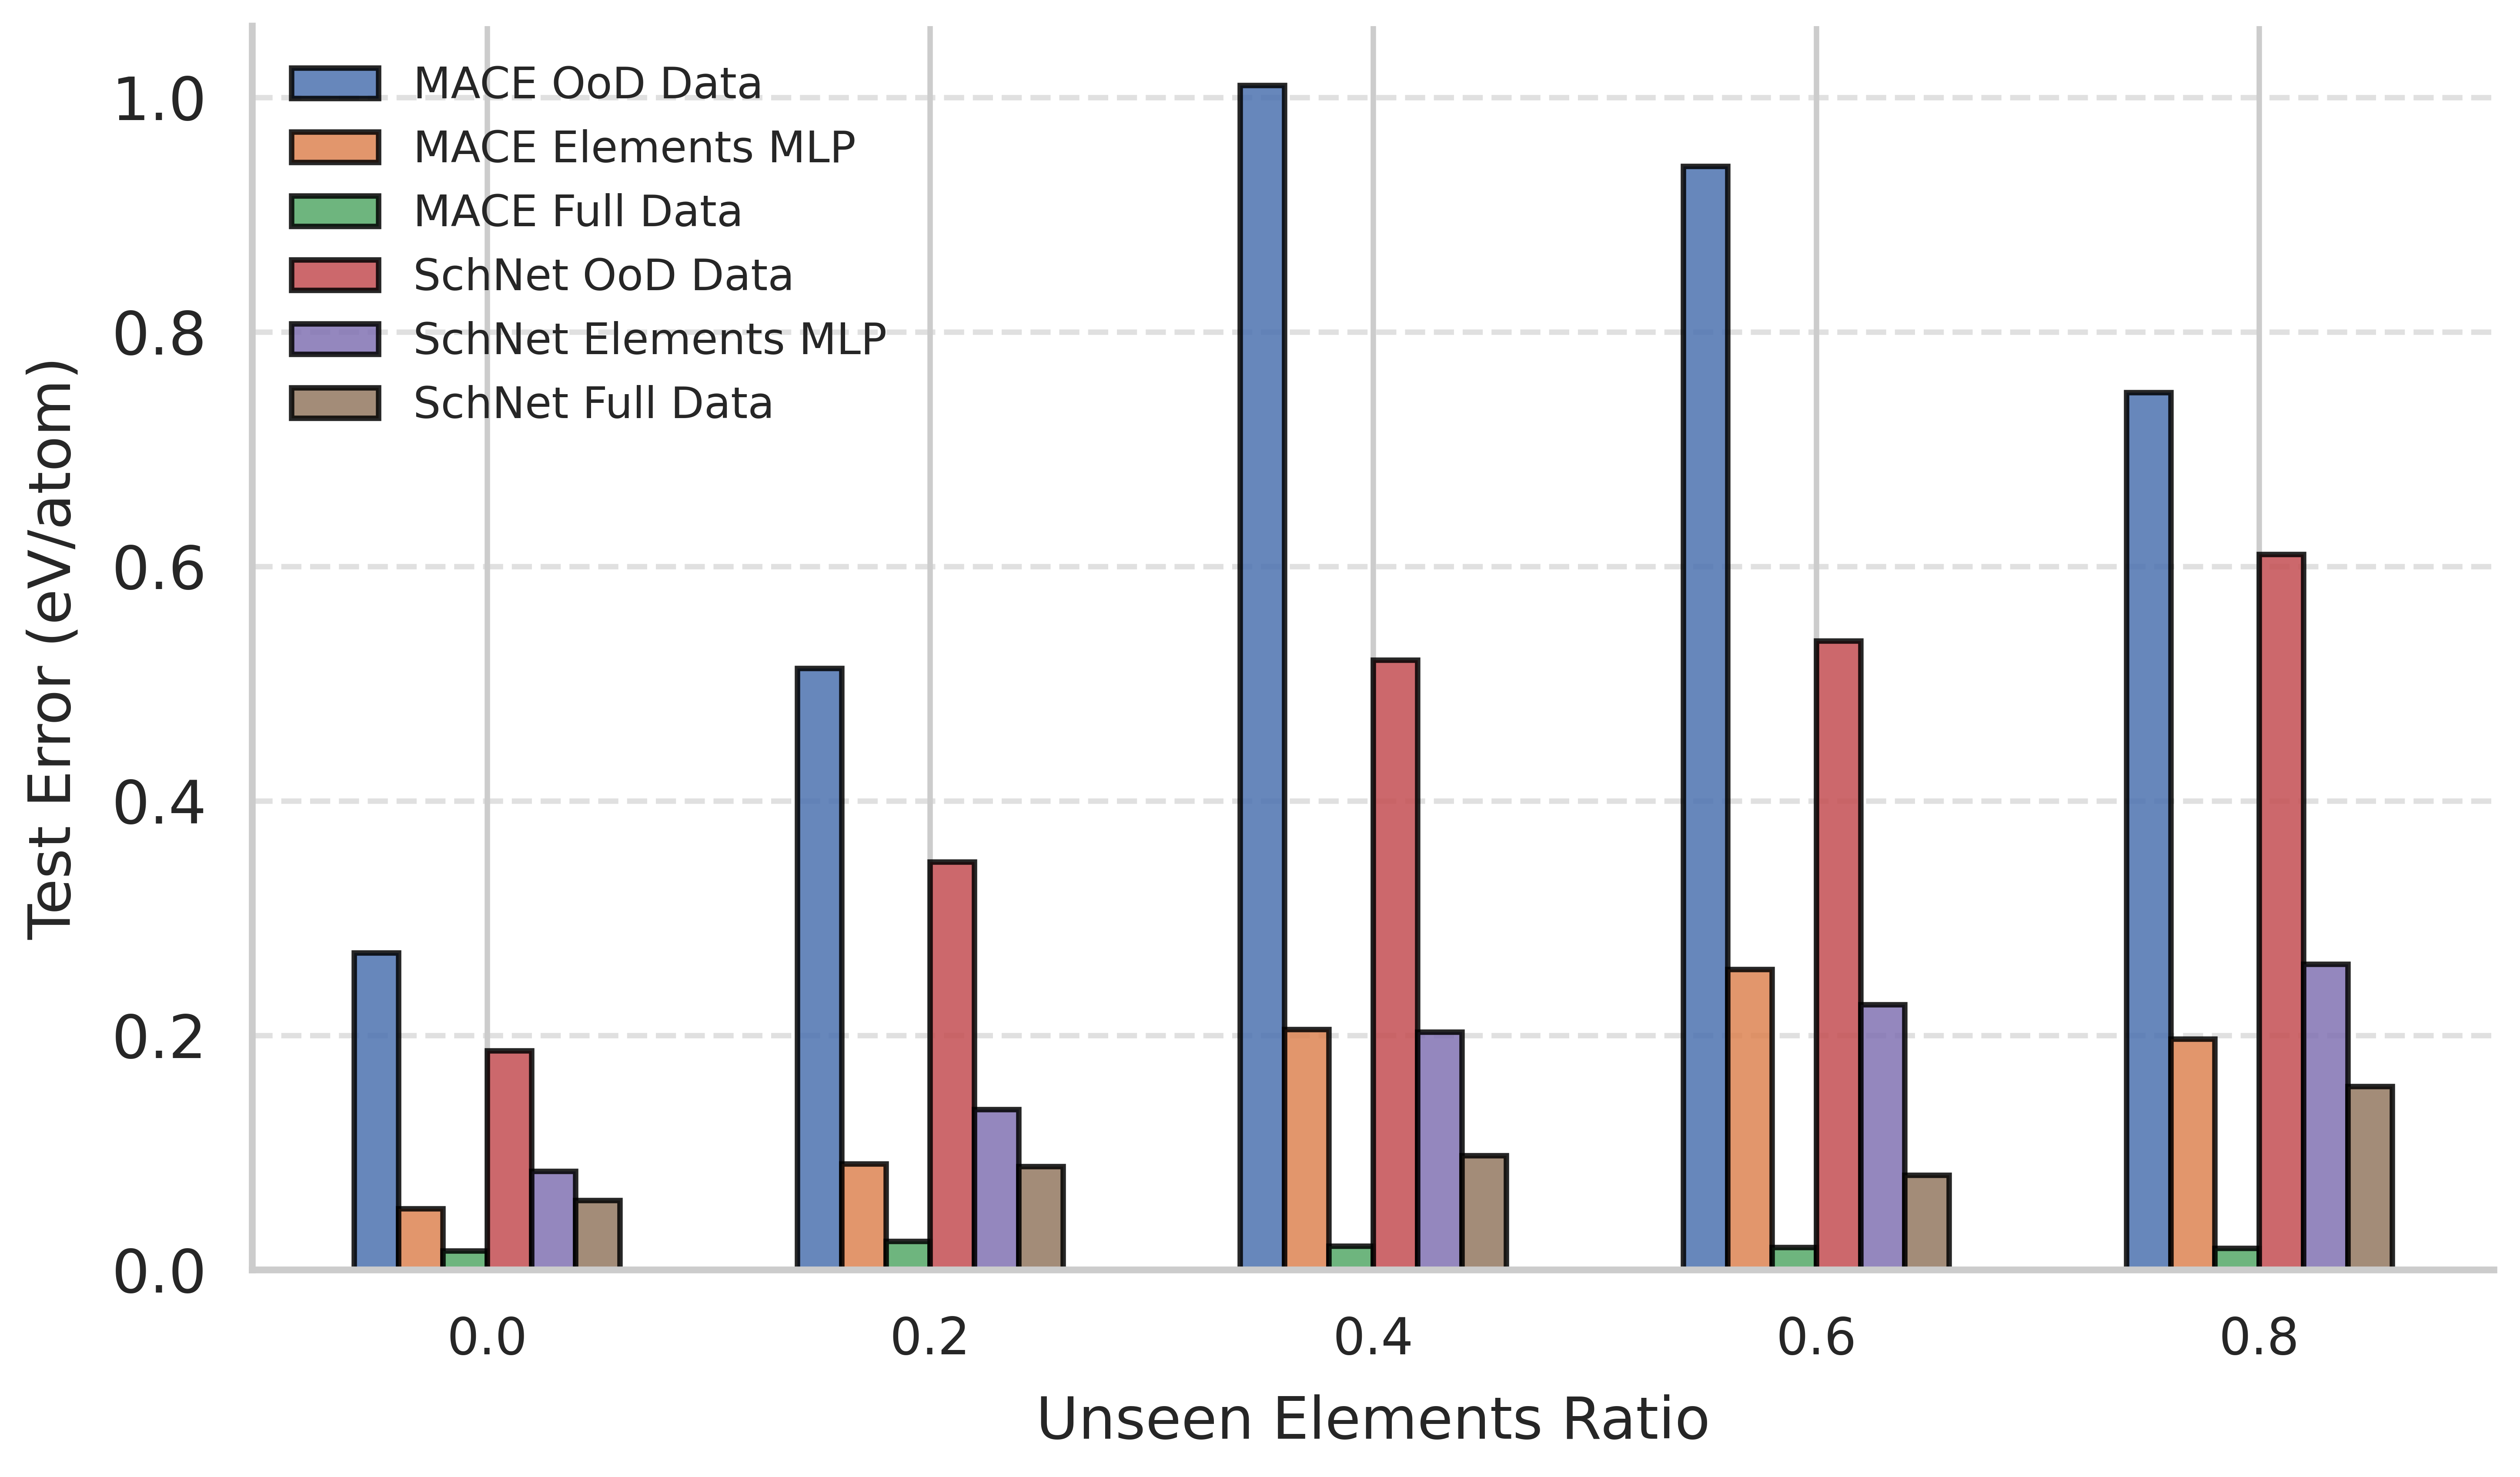 MACE OoD Data
MACE Elements MLP
MACE Full Data
SchNet OoD Data
SchNet Elements MLP
SchNet Full Data
Test Error (eV/atom)
1.0
0.8
0.6
0.4
0.2
0.0
0.0 0.2 0.4 0.6 0.8
Unseen Elements Ratio